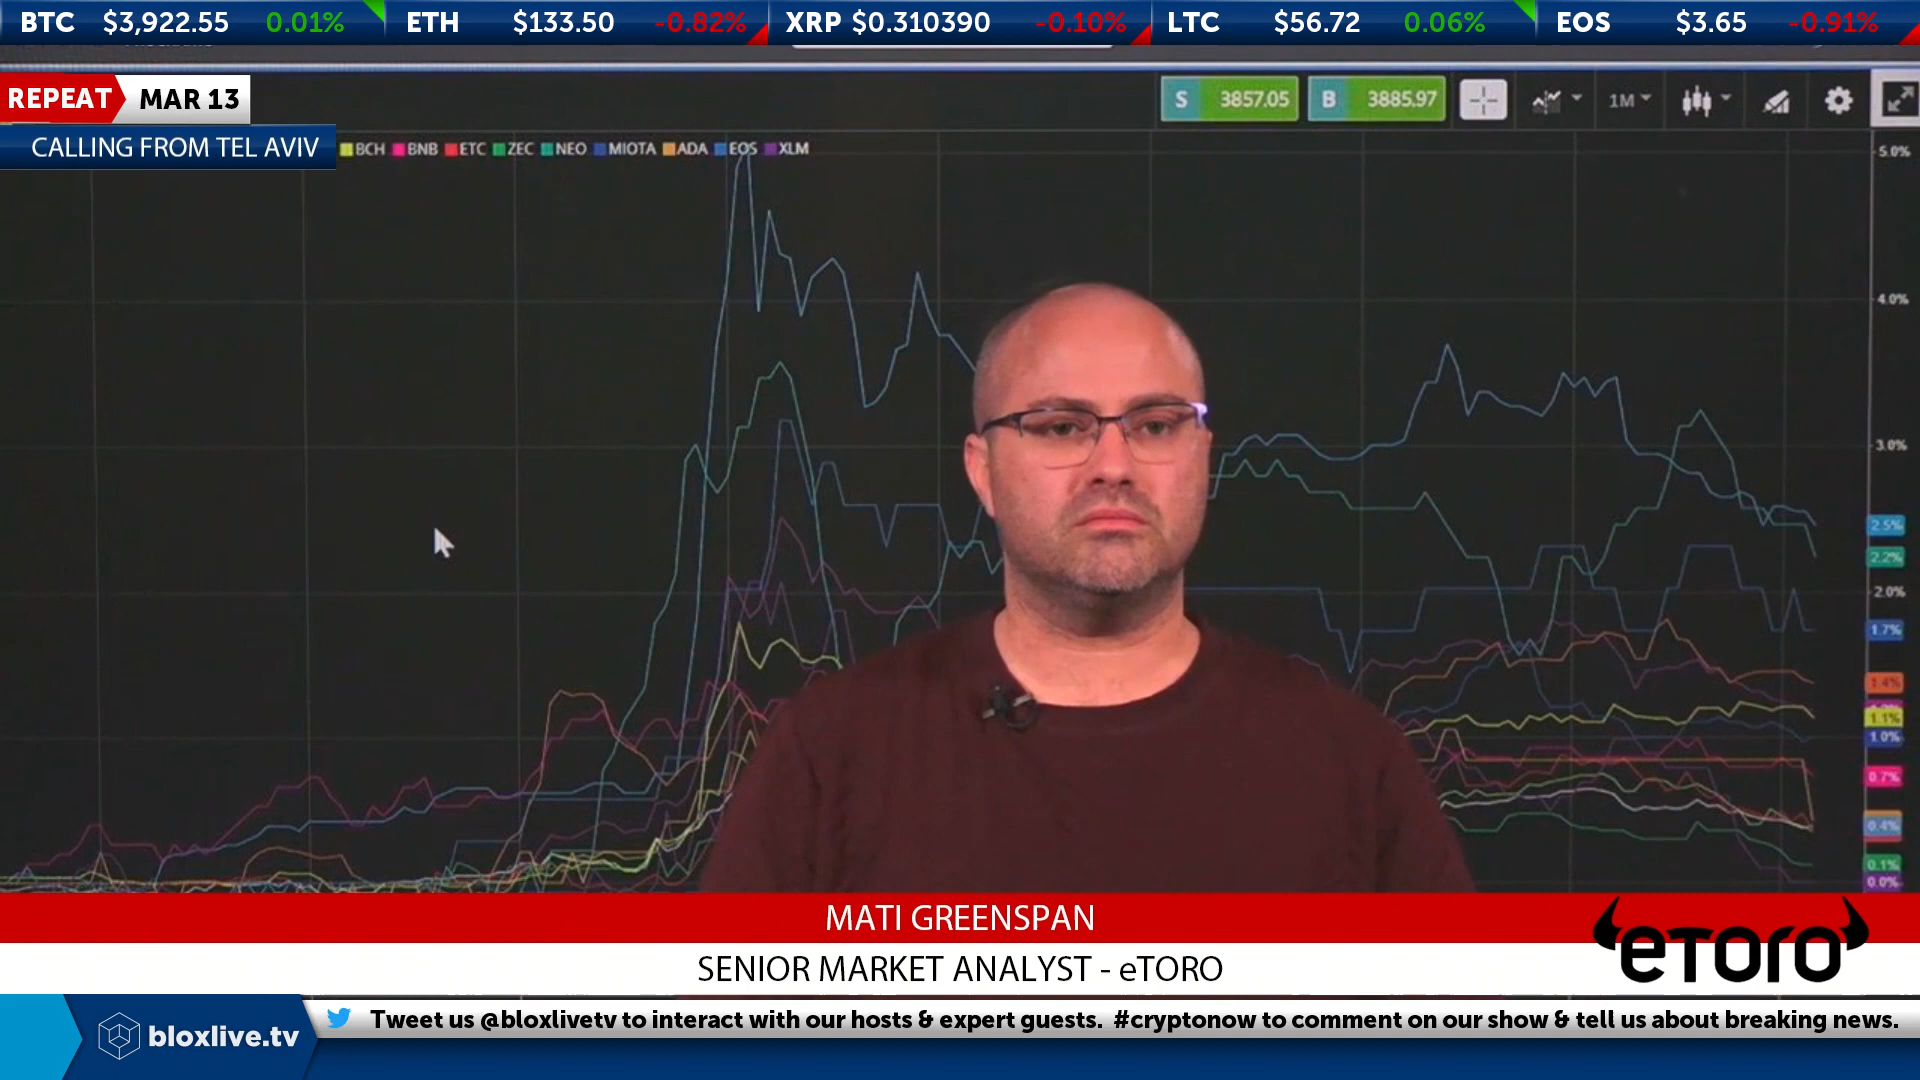 BTC $3,922.55 0.01% ETH $133.50 -0.82% XRP $0.310390 -0.10% LTC $56.72 0.06% EOS $3.65 -0.91%
REPEAT MAR 13
S 3857.05 B 3885.97 1M
CALLING FROM TEL AVIV
BCH BNB ETC ZEC NEO MIOTA ADA EOS XLM
5.0%
4.0%
3.0%
2.5%
2.2%
2.0%
1.7%
1.4%
1.1%
1.0%
0.7%
0.4%
0.1%
0.0%
MATI GREENSPAN
SENIOR MARKET ANALYST - eTORO
eTORO
Tweet us @bloxlivetv to interact with our hosts & expert guests. #cryptonow to comment on our show & tell us about breaking news.
bloxlive.tv